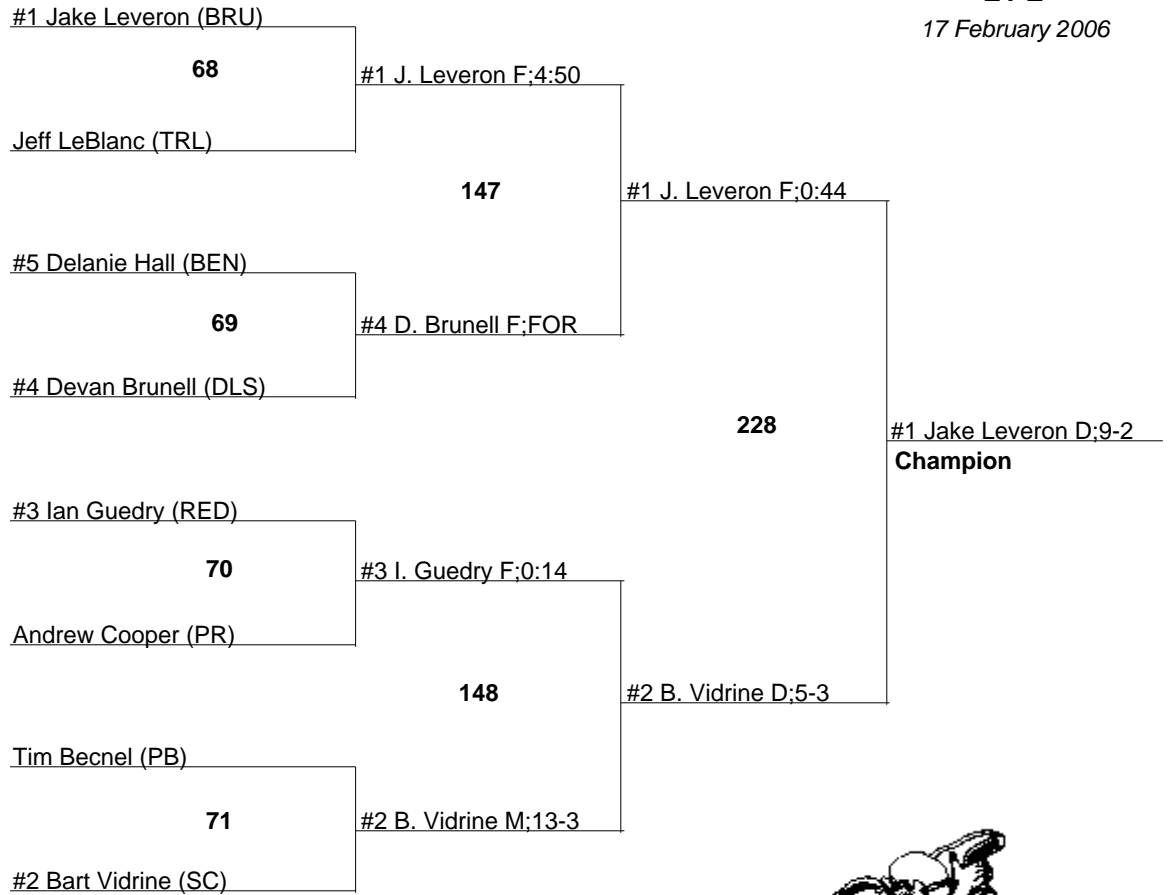 #1 Jake Leveron (BRU)
17 February 2006
68
#1 J. Leveron F;4:50
Jeff LeBlanc (TRL)
147
#1 J. Leveron F;0:44
#5 Delanie Hall (BEN)
69
#4 D. Brunell F;FOR
#4 Devan Brunell (DLS)
228
#1 Jake Leveron D;9-2
Champion
#3 Ian Guedry (RED)
70
#3 I. Guedry F;0:14
Andrew Cooper (PR)
148
#2 B. Vidrine D;5-3
Tim Becnel (PB)
71
#2 B. Vidrine M;13-3
#2 Bart Vidrine (SC)